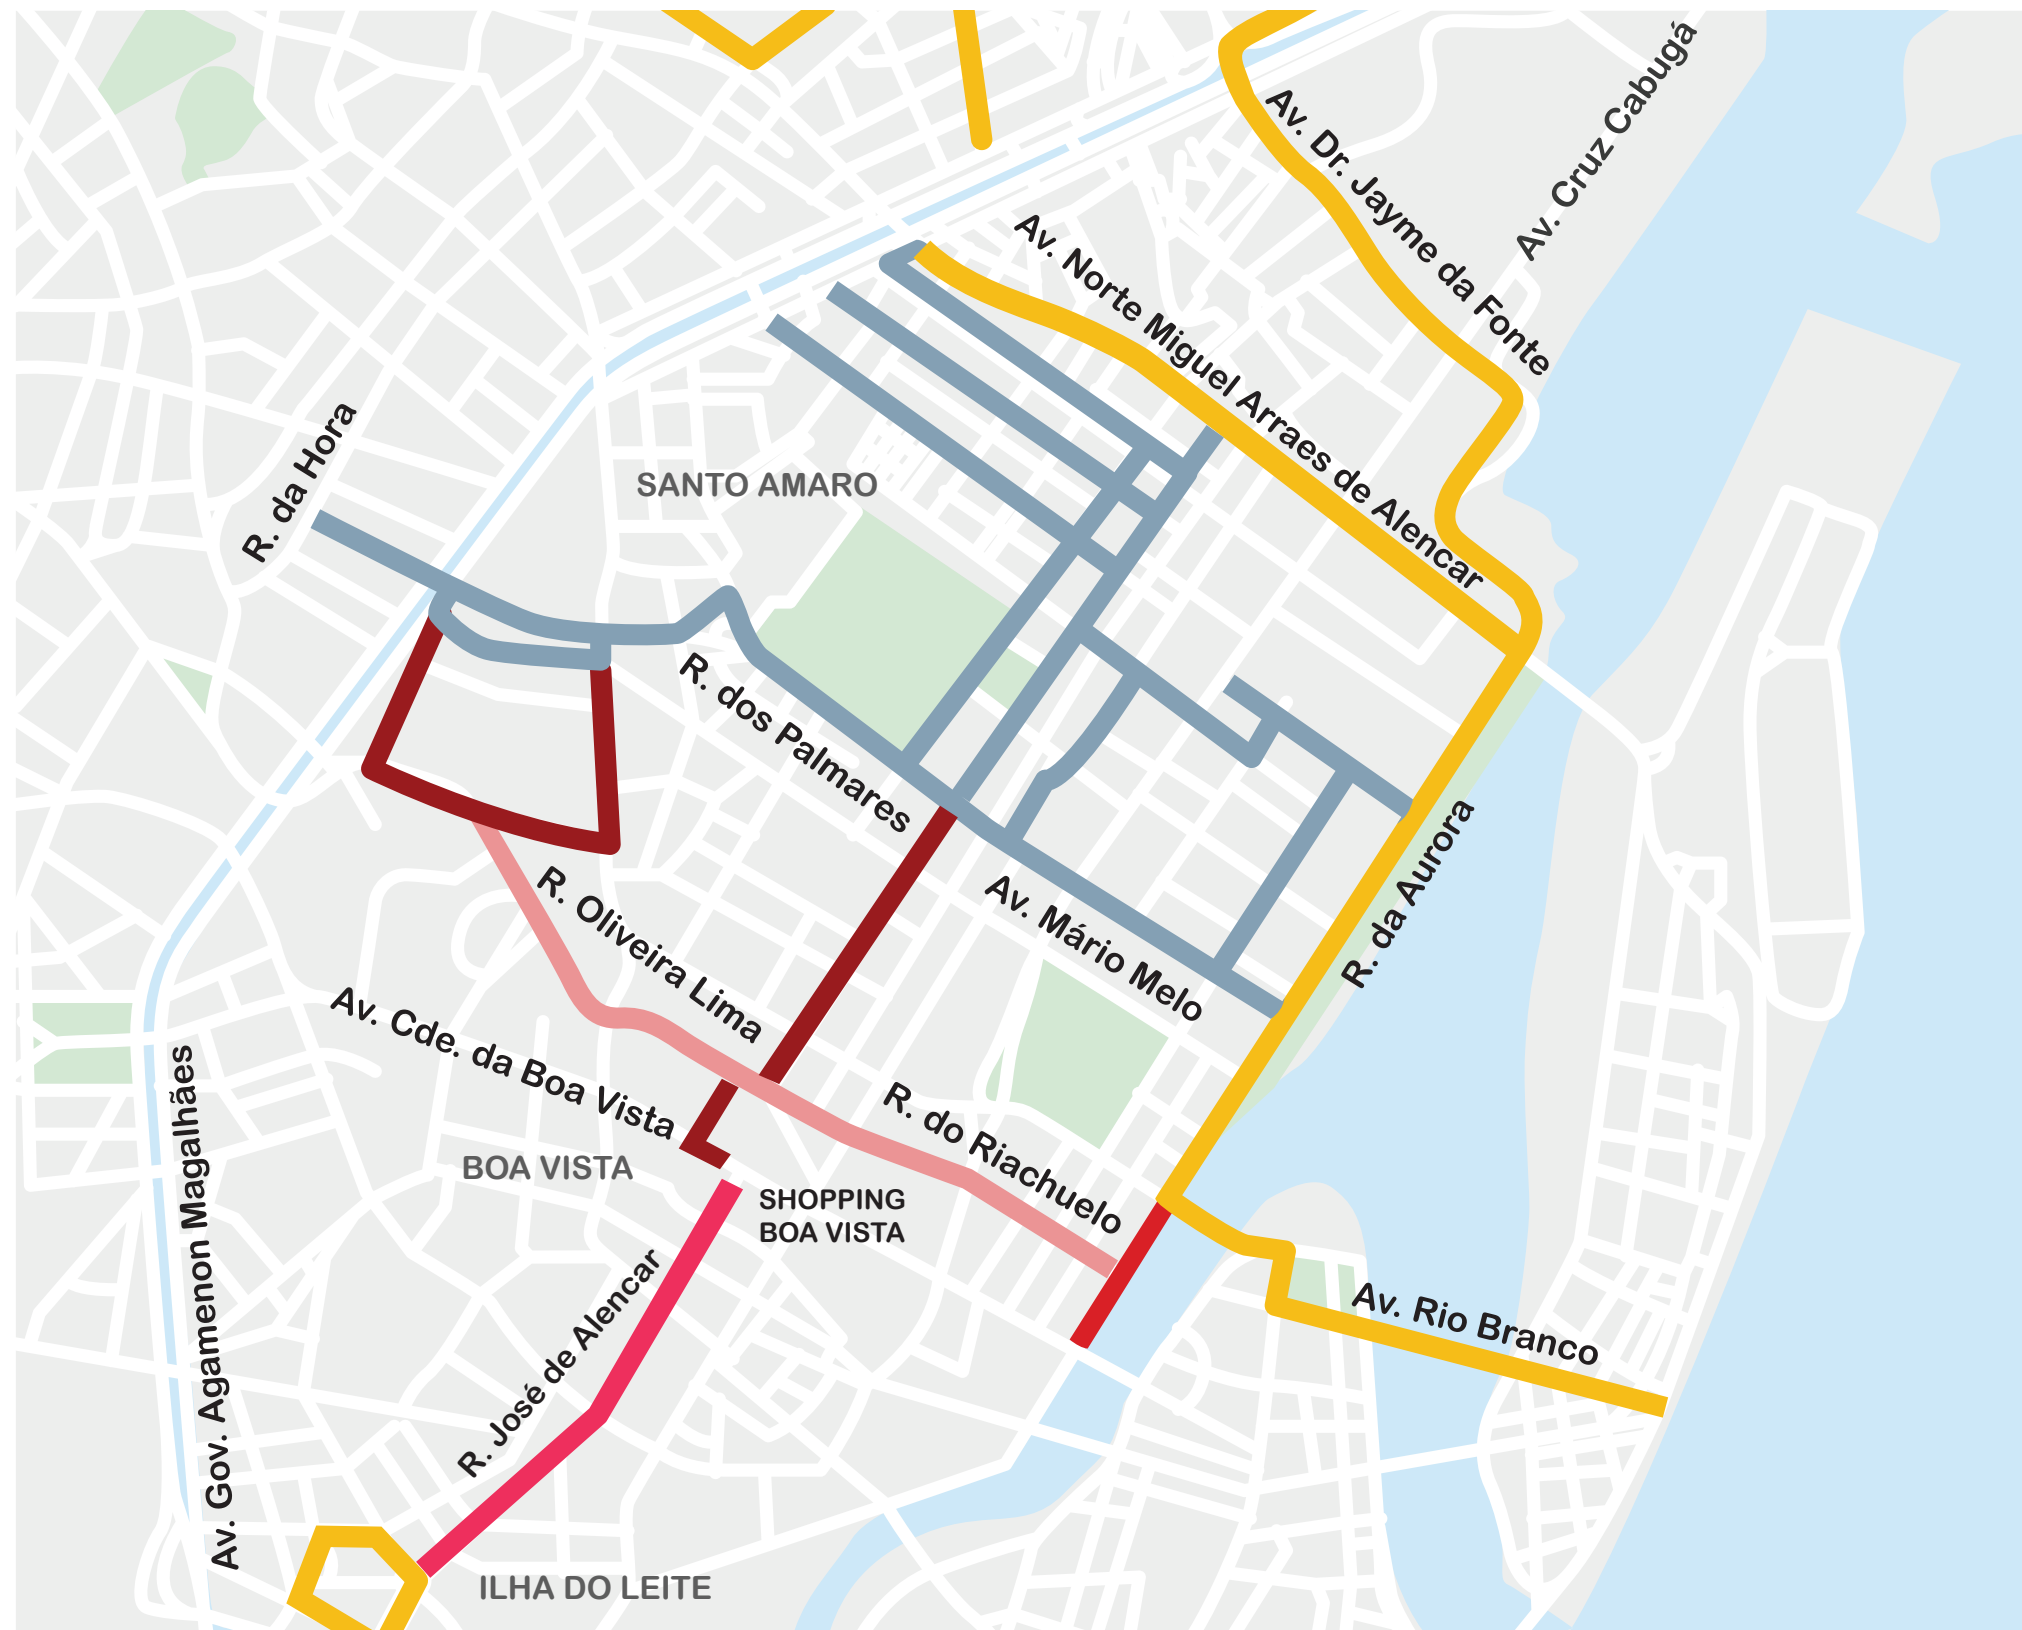 Av. Cruz Cabugá
Av. Dr. Jayme da Fonte
Av. Norte Miguel Arraes de Alencar
R. da Hora
SANTO AMARO
R. dos Palmares
R. da Aurora
R. Oliveira Lima
Av. Mário Melo
Av. Cde. da Boa Vista
R. do Riachuelo
Av. Gov. Agamenon Magalhães
BOA VISTA
SHOPPING
BOA VISTA
R. José de Alencar
Av. Rio Branco
ILHA DO LEITE